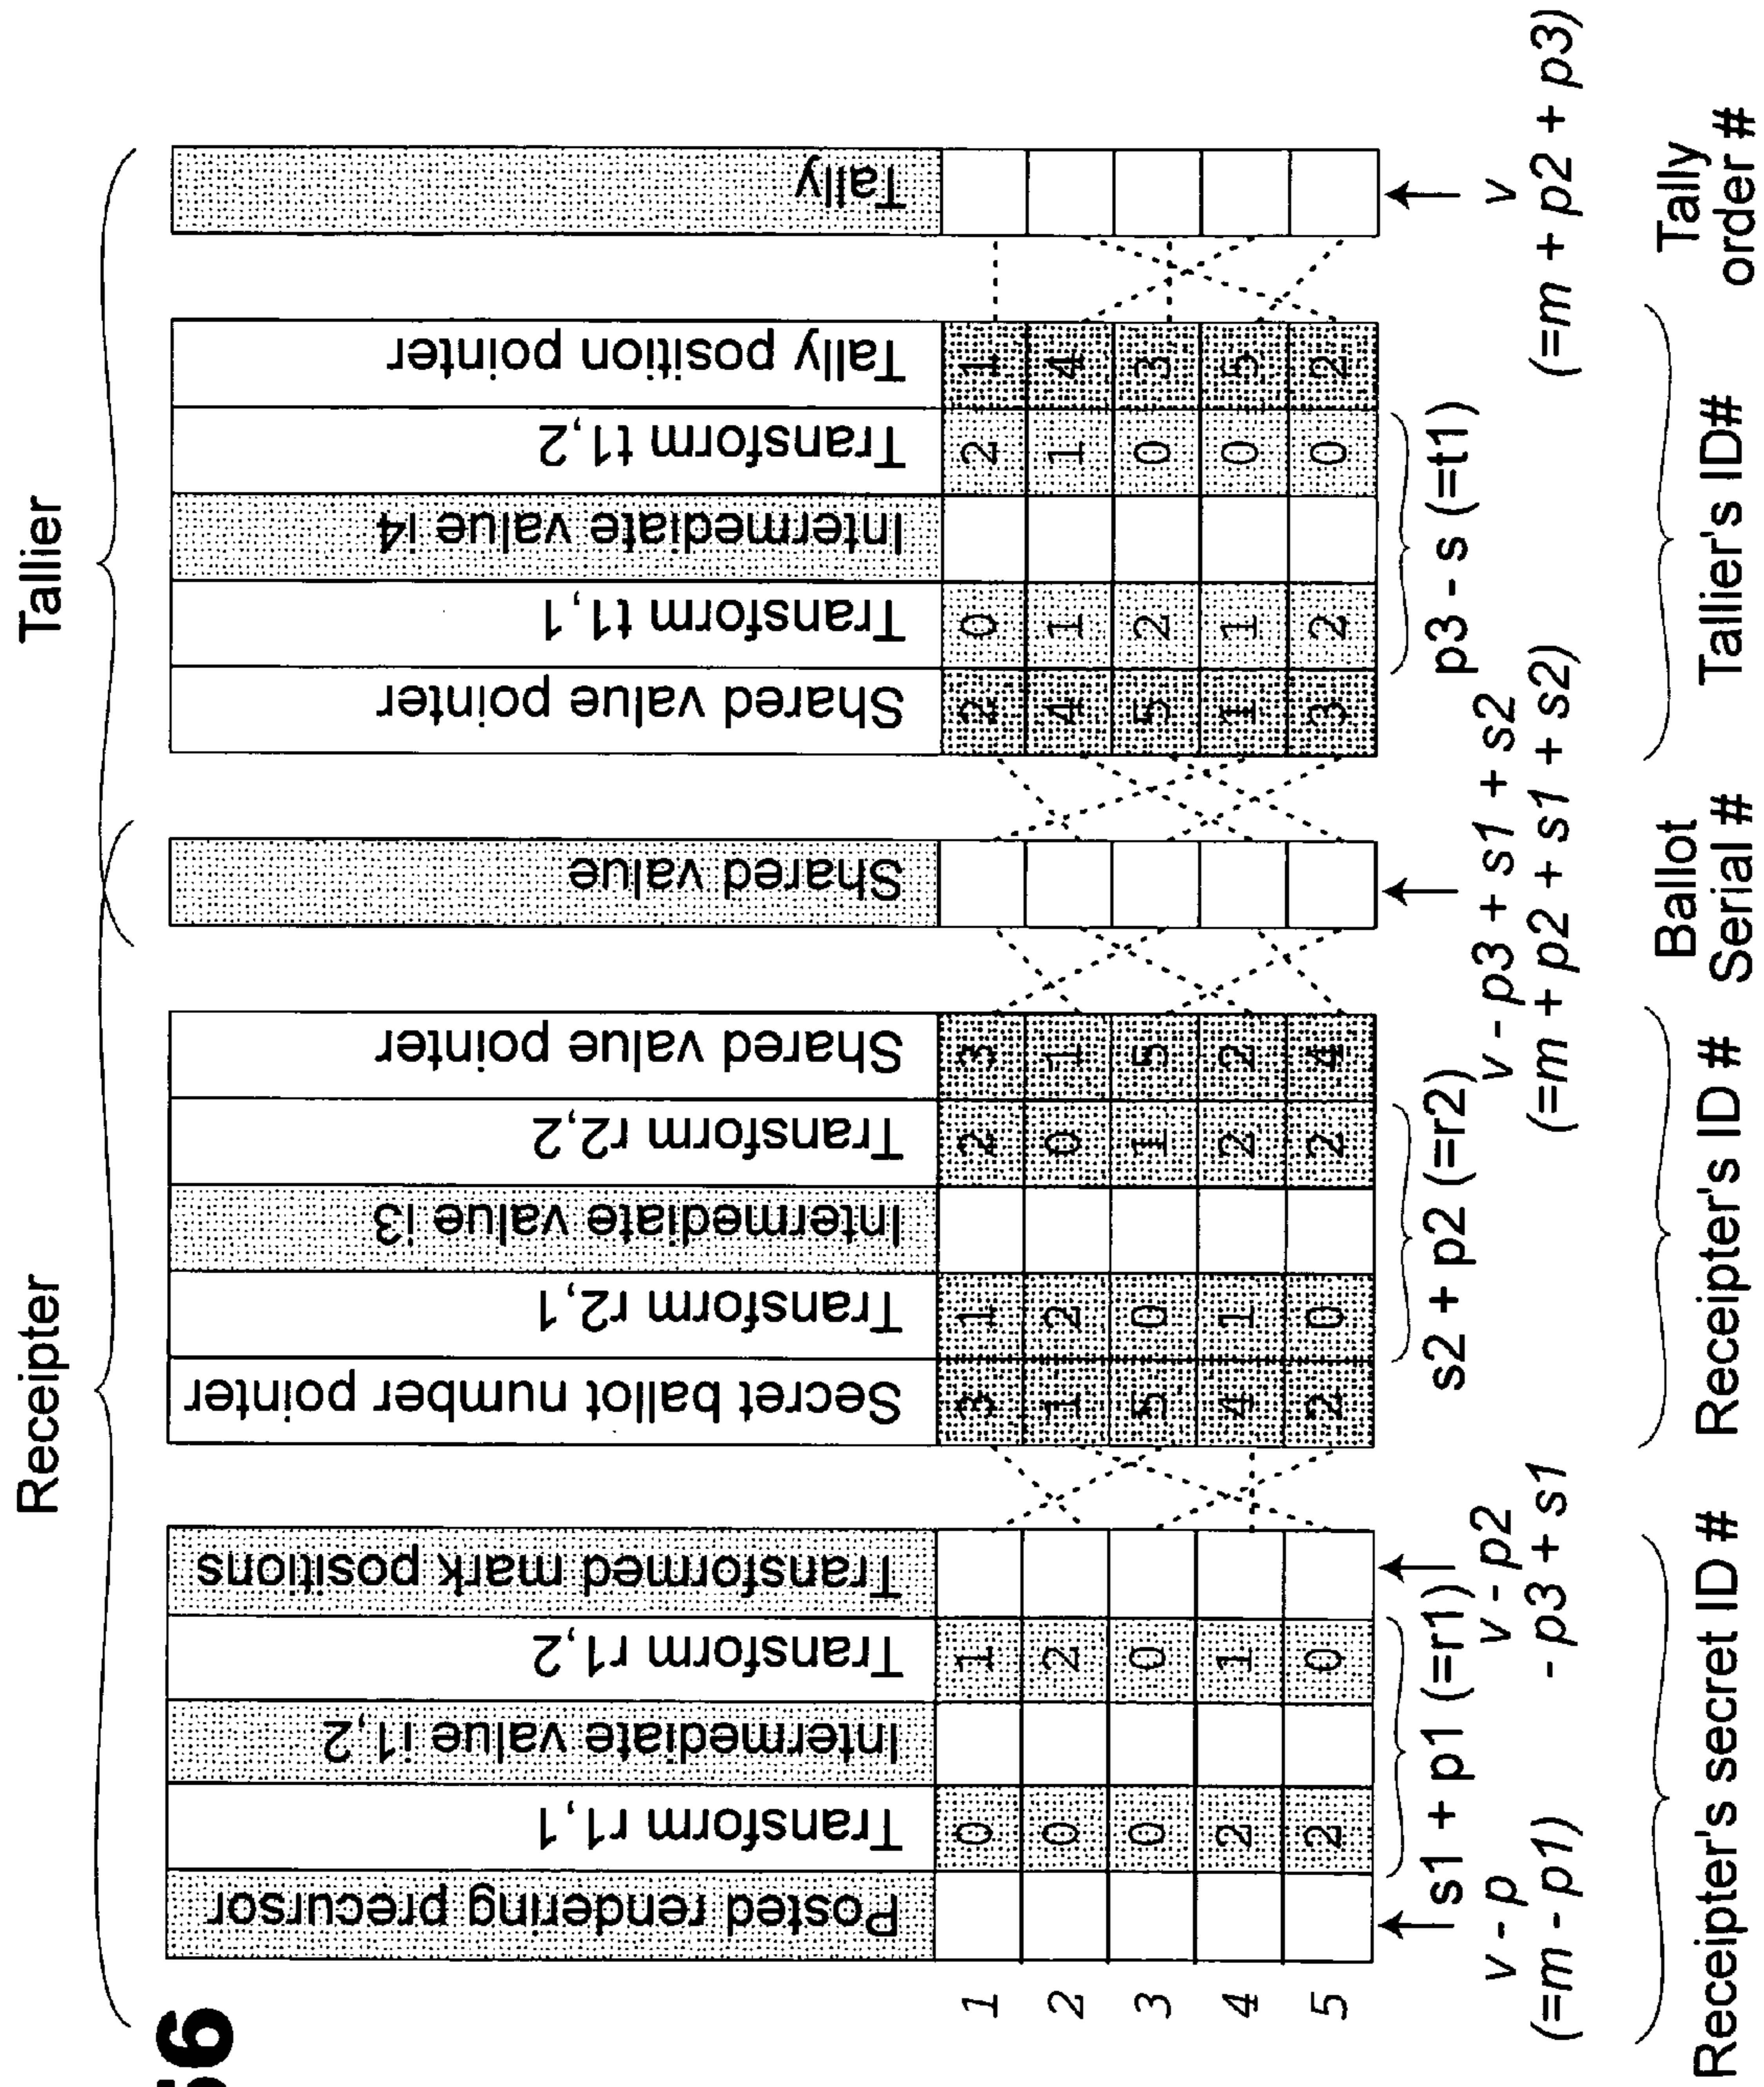 56
Receipter
Tallier
Posted rendering precursor
Transform r1,1
Intermediate value i1,2
Transform r1,2
Transformed mark positions
Secret ballot number pointer
Transform r2,1
Intermediate value i3
Transform r2,2
Shared value pointer
Shared value
Shared value pointer
Transform t1,1
Intermediate value i4
Transform t1,2
Tally position pointer
Tally
1 0 1 3 1 2 3 2 0 2 1
2 0 2 1 2 0 1 4 1 1 4
3 0 0 5 0 1 5 5 2 0 3
4 2 1 4 1 2 2 1 1 0 5
5 2 0 2 0 2 4 3 2 0 2
s1 + p1 (=r1)
s2 + p2 (=r2)
p3 - s (=t1)
v - p
(=m - p1)
v - p2
- p3 + s1
v - p3 + s1 + s2
(=m + p2 + s1 + s2)
v
(=m + p2 + p3)
Receipter's secret ID #
Receipter's ID #
Ballot
Serial #
Tallier's ID#
Tally
order #